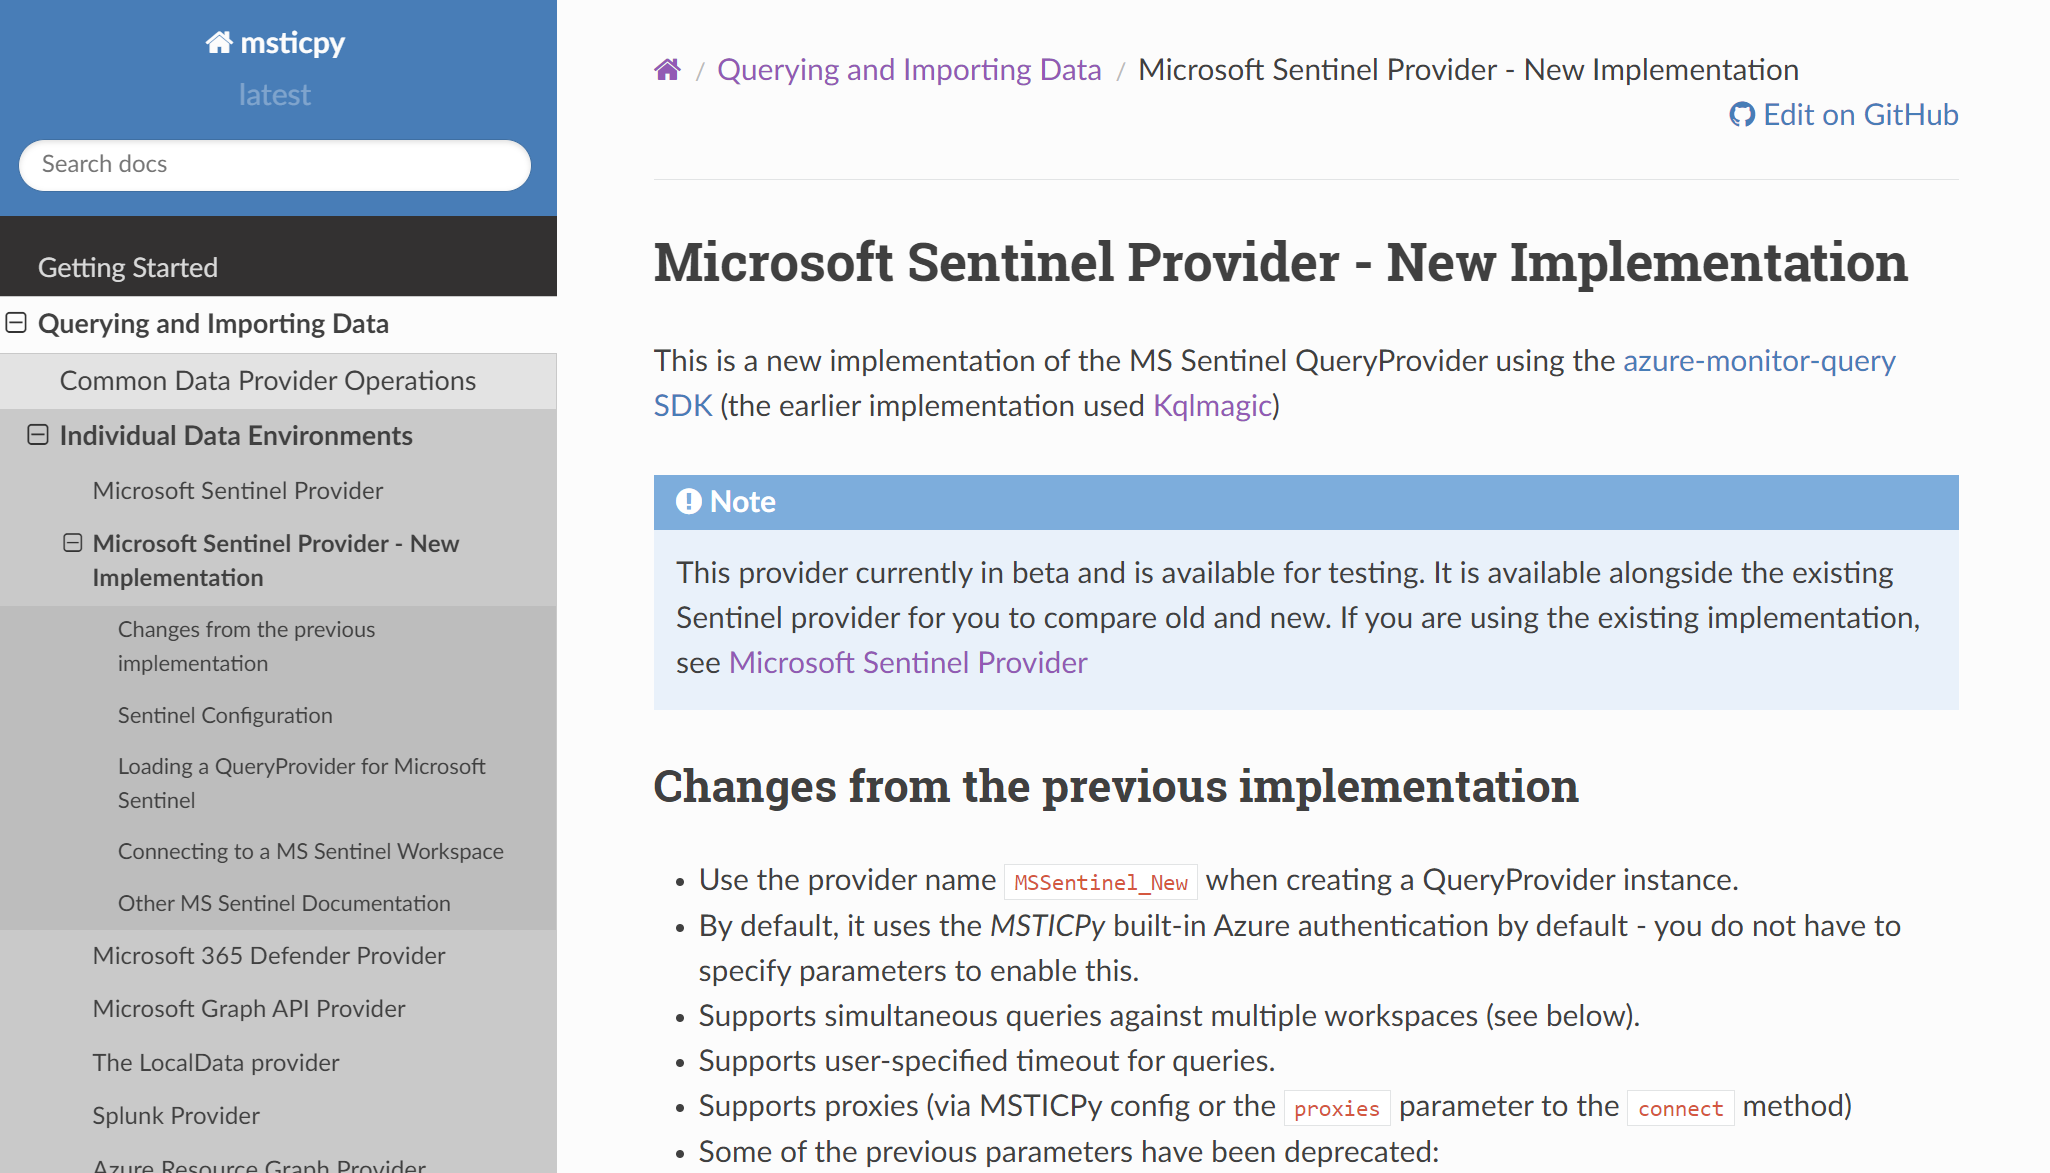 msticpy
latest
Search docs
Getting Started
Querying and Importing Data
Common Data Provider Operations
Individual Data Environments
Microsoft Sentinel Provider
Microsoft Sentinel Provider - New
Implementation
Changes from the previous
implementation
Sentinel Configuration
Loading a QueryProvider for Microsoft
Sentinel
Connecting to a MS Sentinel Workspace
Other MS Sentinel Documentation
Microsoft 365 Defender Provider
Microsoft Graph API Provider
The LocalData provider
Splunk Provider
Azure Resource Graph Provider
/ Querying and Importing Data / Microsoft Sentinel Provider - New Implementation
Edit on GitHub
Microsoft Sentinel Provider - New Implementation
This is a new implementation of the MS Sentinel QueryProvider using the azure-monitor-query
SDK (the earlier implementation used Kqlmagic)
Note
This provider currently in beta and is available for testing. It is available alongside the existing
Sentinel provider for you to compare old and new. If you are using the existing implementation,
see Microsoft Sentinel Provider
Changes from the previous implementation
• Use the provider name MSSentinel_New when creating a QueryProvider instance.
• By default, it uses the MSTICPy built-in Azure authentication by default - you do not have to
specify parameters to enable this.
• Supports simultaneous queries against multiple workspaces (see below).
• Supports user-specified timeout for queries.
• Supports proxies (via MSTICPy config or the proxies parameter to the connect method)
• Some of the previous parameters have been deprecated: